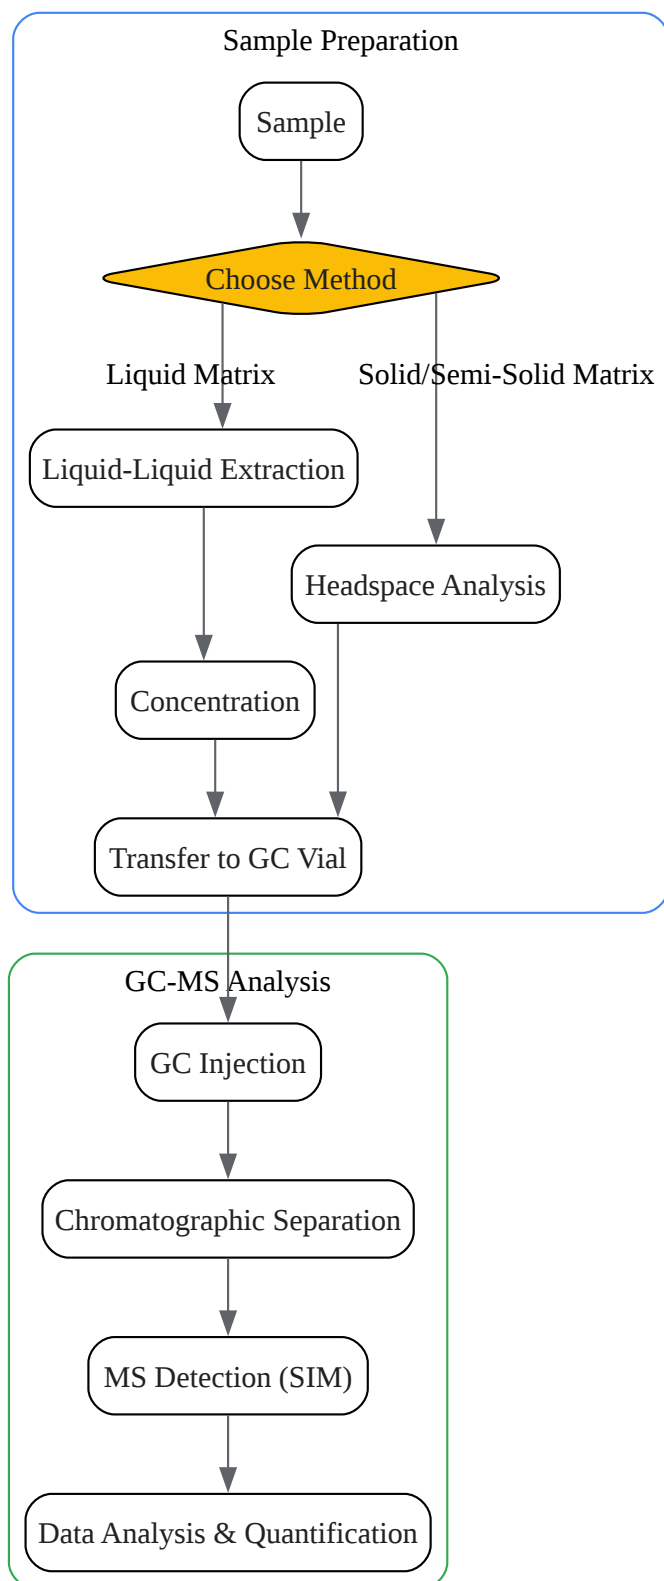 Sample Preparation
Sample
Choose Method
Liquid Matrix
Solid/Semi-Solid Matrix
Liquid-Liquid Extraction
Headspace Analysis
Concentration
Transfer to GC Vial
GC-MS Analysis
GC Injection
Chromatographic Separation
MS Detection (SIM)
Data Analysis & Quantification